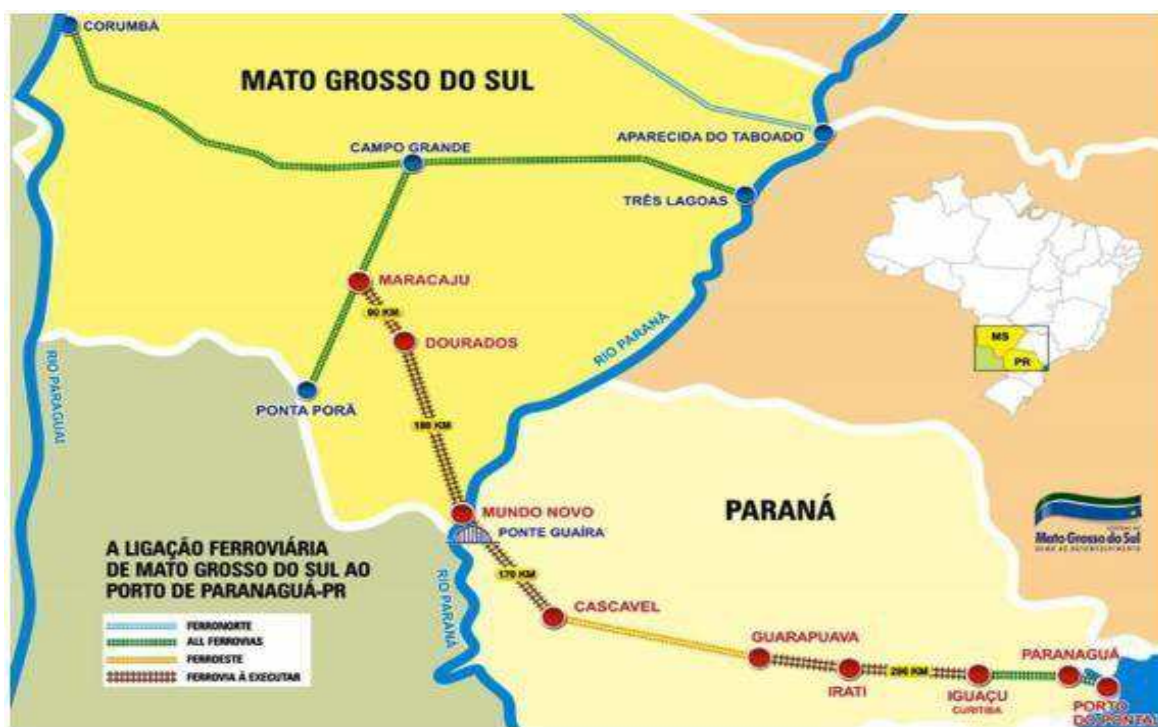 CORUMBÁ
MATO GROSSO DO SUL
APARECIDA DO TABOADO
CAMPO GRANDE
TRÊS LAGOAS
MARACAJU
90 KM
DOURADOS
RIO PARANÁ
MS
PR
RIO PARAGUAI
PONTA PORÃ
MUNDO NOVO
PONTE GUAÍRA
PARANÁ
Mato Grosso do Sul
A LIGAÇÃO FERROVIÁRIA
DE MATO GROSSO DO SUL AO
PORTO DE PARANAGUÁ-PR
RIO PARANÁ
170 KM
CASCAVEL
FERRONORTE
ALL FERROVIAS
FERROESTE
FERROVIA À EXECUTAR
GUARAPUAVA
IRATI
IGUAÇU
CURITIBA
PARANAGUÁ
PORTO
DO PONTAL